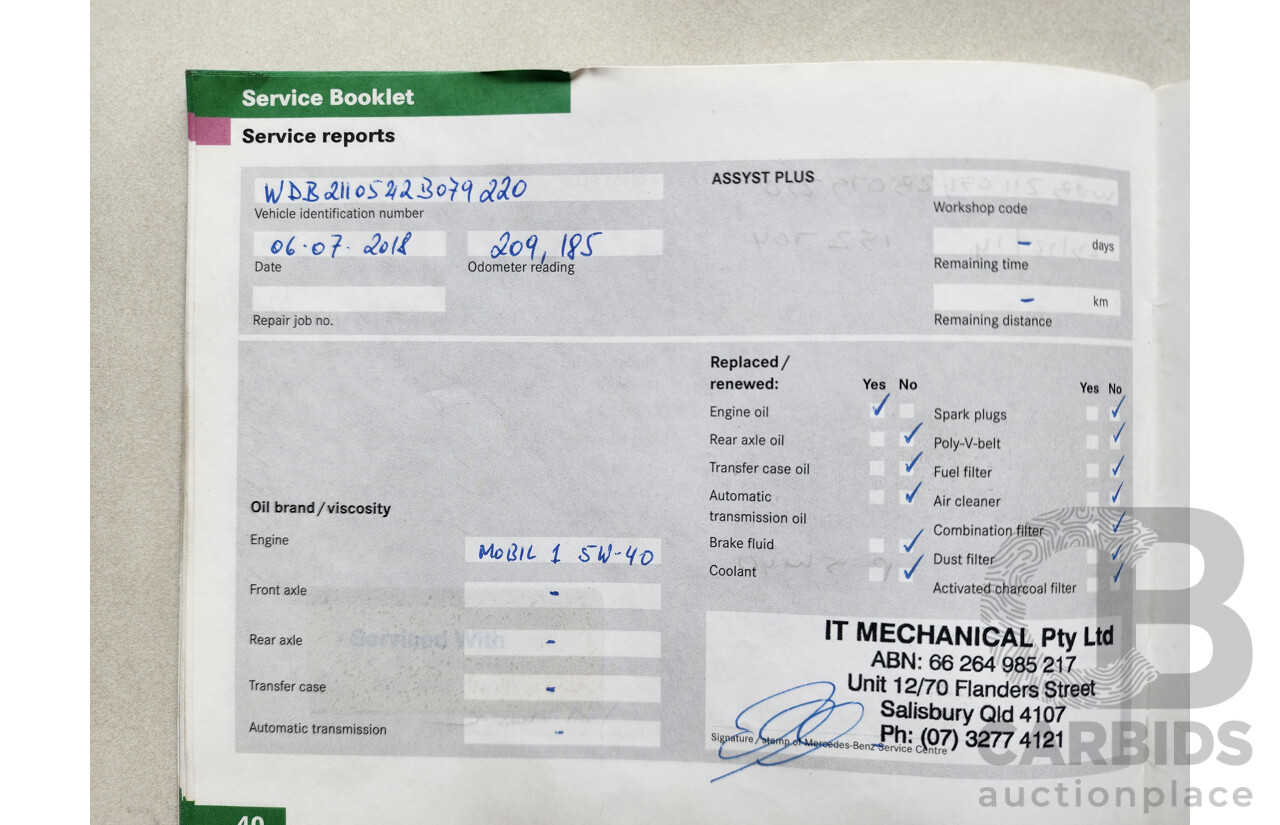 Service Booklet
Service reports
WDB2110542B079220
Vehicle identification number
06.07.2018
Date
209,185
Odometer reading
Repair job no.
ASSYST PLUS
Workshop code
- days
Remaining time
- km
Remaining distance
Oil brand/viscosity
Engine
MOBIL 1 5W-40
Front axle
-
Rear axle
-
Transfer case
-
Automatic transmission
-
Replaced/
renewed:
Yes No
Engine oil
Rear axle oil
Transfer case oil
Automatic
transmission oil
Brake fluid
Coolant
Yes No
Spark plugs
Poly-V-belt
Fuel filter
Air cleaner
Combination filter
Dust filter
Activated charcoal filter
IT MECHANICAL Pty Ltd
ABN: 66 264 985 217
Unit 12/70 Flanders Street
Salisbury Qld 4107
Ph: (07) 3277 4121
Signature/stamp of Mercedes-Benz Service Centre
Serviced With
40
CARBIDS
auctionplace